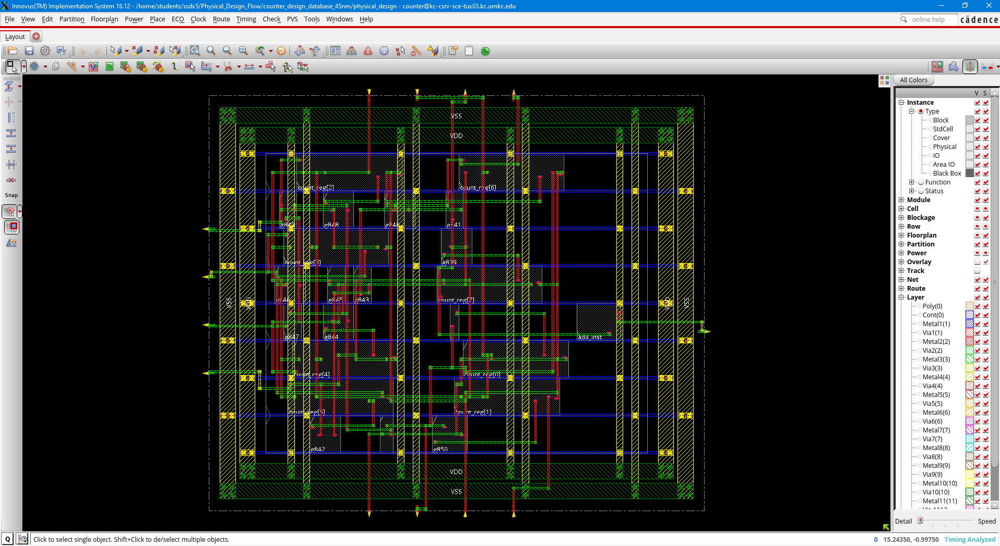 Innovus(TM) Implementation System 18.12 - /home/students/ssdx5/Physical_Design_Flow/counter_design_database_45nm/physical_design - counter@kc-csrv-sce-tux03.kc.umkc.edu
File View Edit Partition Floorplan Power Place ECO Clock Route Timing Check PVS Tools Windows Help
online help
cādence
Layout
All Colors
V S
Instance
Type
Block
StdCell
Cover
Physical
IO
Area IO
Black Box
Function
Status
Module
Cell
Blockage
Row
Floorplan
Partition
Power
Overlay
Track
Net
Route
Layer
Poly(0)
Cont(0)
Metal1(1)
Via1(1)
Metal2(2)
Via2(2)
Metal3(3)
Via3(3)
Metal4(4)
Via4(4)
Metal5(5)
Via5(5)
Metal6(6)
Via6(6)
Metal7(7)
Via7(7)
Metal8(8)
Via8(8)
Metal9(9)
Via9(9)
Metal10(10)
Via10(10)
Metal11(11)
Detail
Speed
Snap
VSS
VDD
count_reg[2]
count_reg[6]
g848
g841
count_reg[3]
g839
g846
g845
g843
count_reg[7]
VSS
VDD
VDD
VSS
g847
g844
add_inst
count_reg[4]
count_reg[0]
count_reg[5]
count_reg[1]
g842
g850
VDD
VSS
Q
Click to select single object. Shift+Click to de/select multiple objects.
0
15.24350, -0.99750
Timing Analyzed